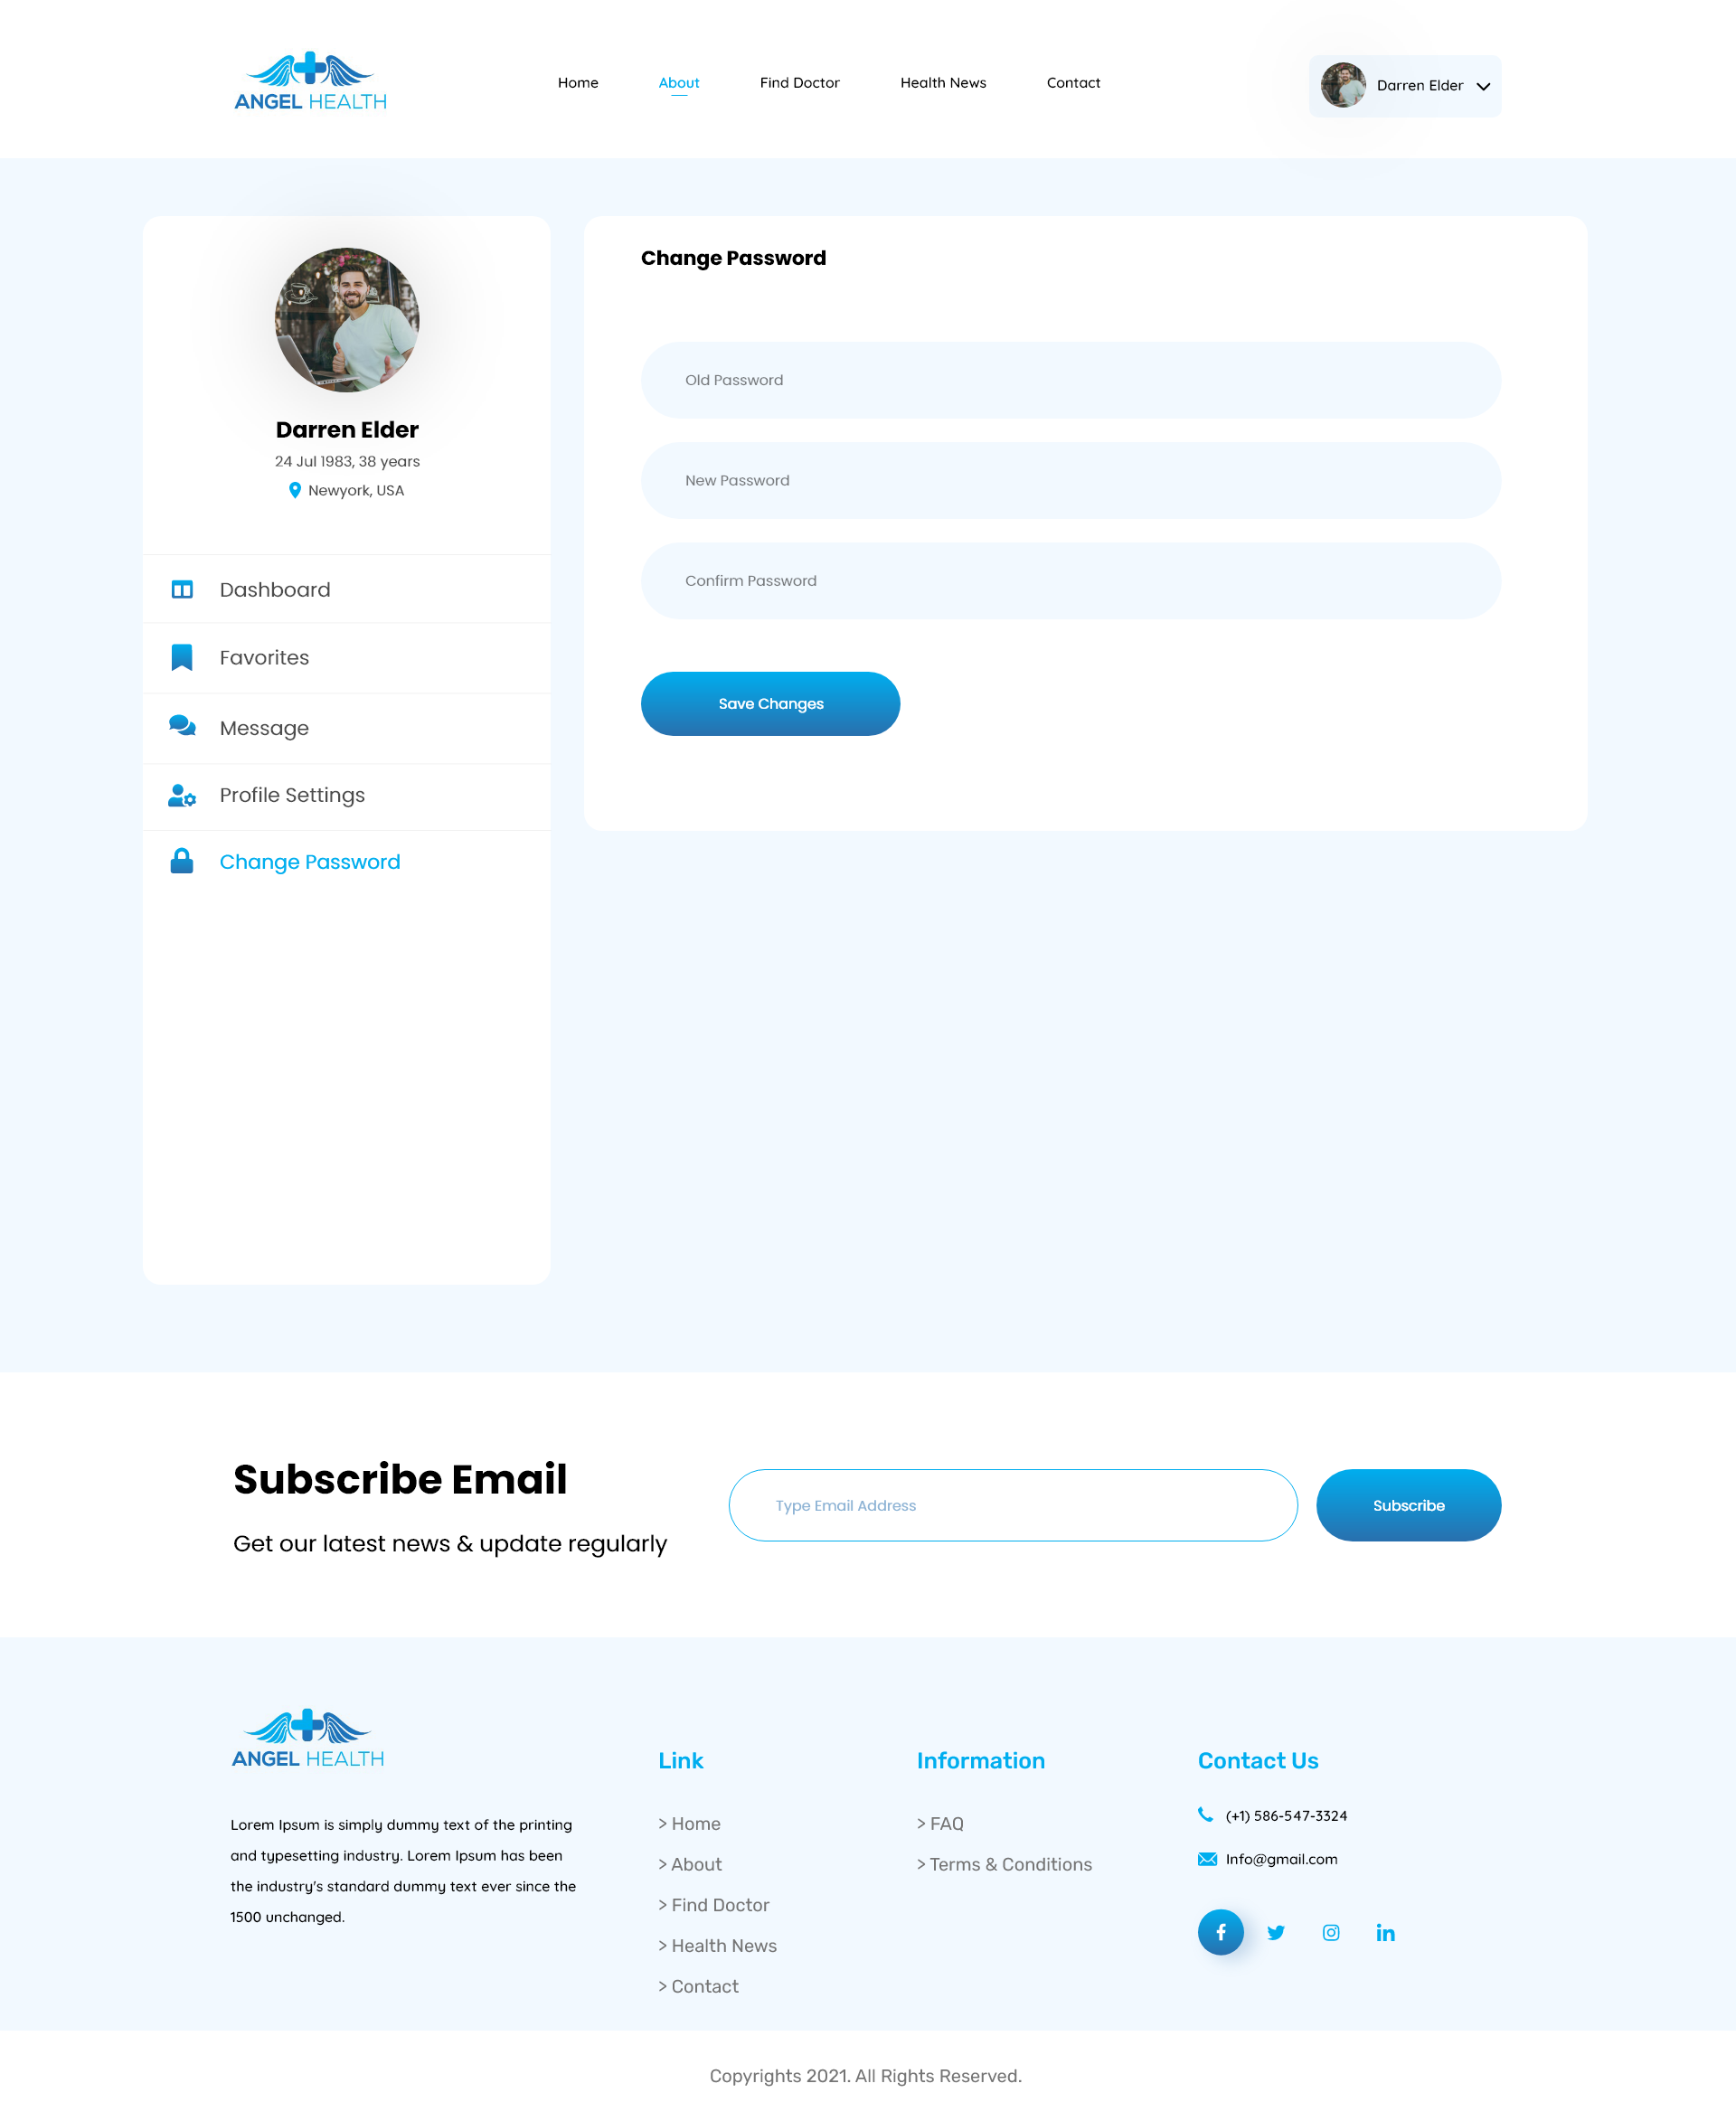 ANGEL HEALTH
Home
About
Find Doctor
Health News
Contact
Darren Elder
Darren Elder
24 Jul 1983, 38 years
Newyork, USA
Dashboard
Favorites
Message
Profile Settings
Change Password
Change Password
Old Password
New Password
Confirm Password
Save Changes
Subscribe Email
Get our latest news & update regularly
Type Email Address
Subscribe
ANGEL HEALTH
Lorem Ipsum is simply dummy text of the printing
and typesetting industry. Lorem Ipsum has been
the industry's standard dummy text ever since the
1500 unchanged.
Link
> Home
> About
> Find Doctor
> Health News
> Contact
Information
> FAQ
> Terms & Conditions
Contact Us
(+1) 586-547-3324
Info@gmail.com
Copyrights 2021. All Rights Reserved.